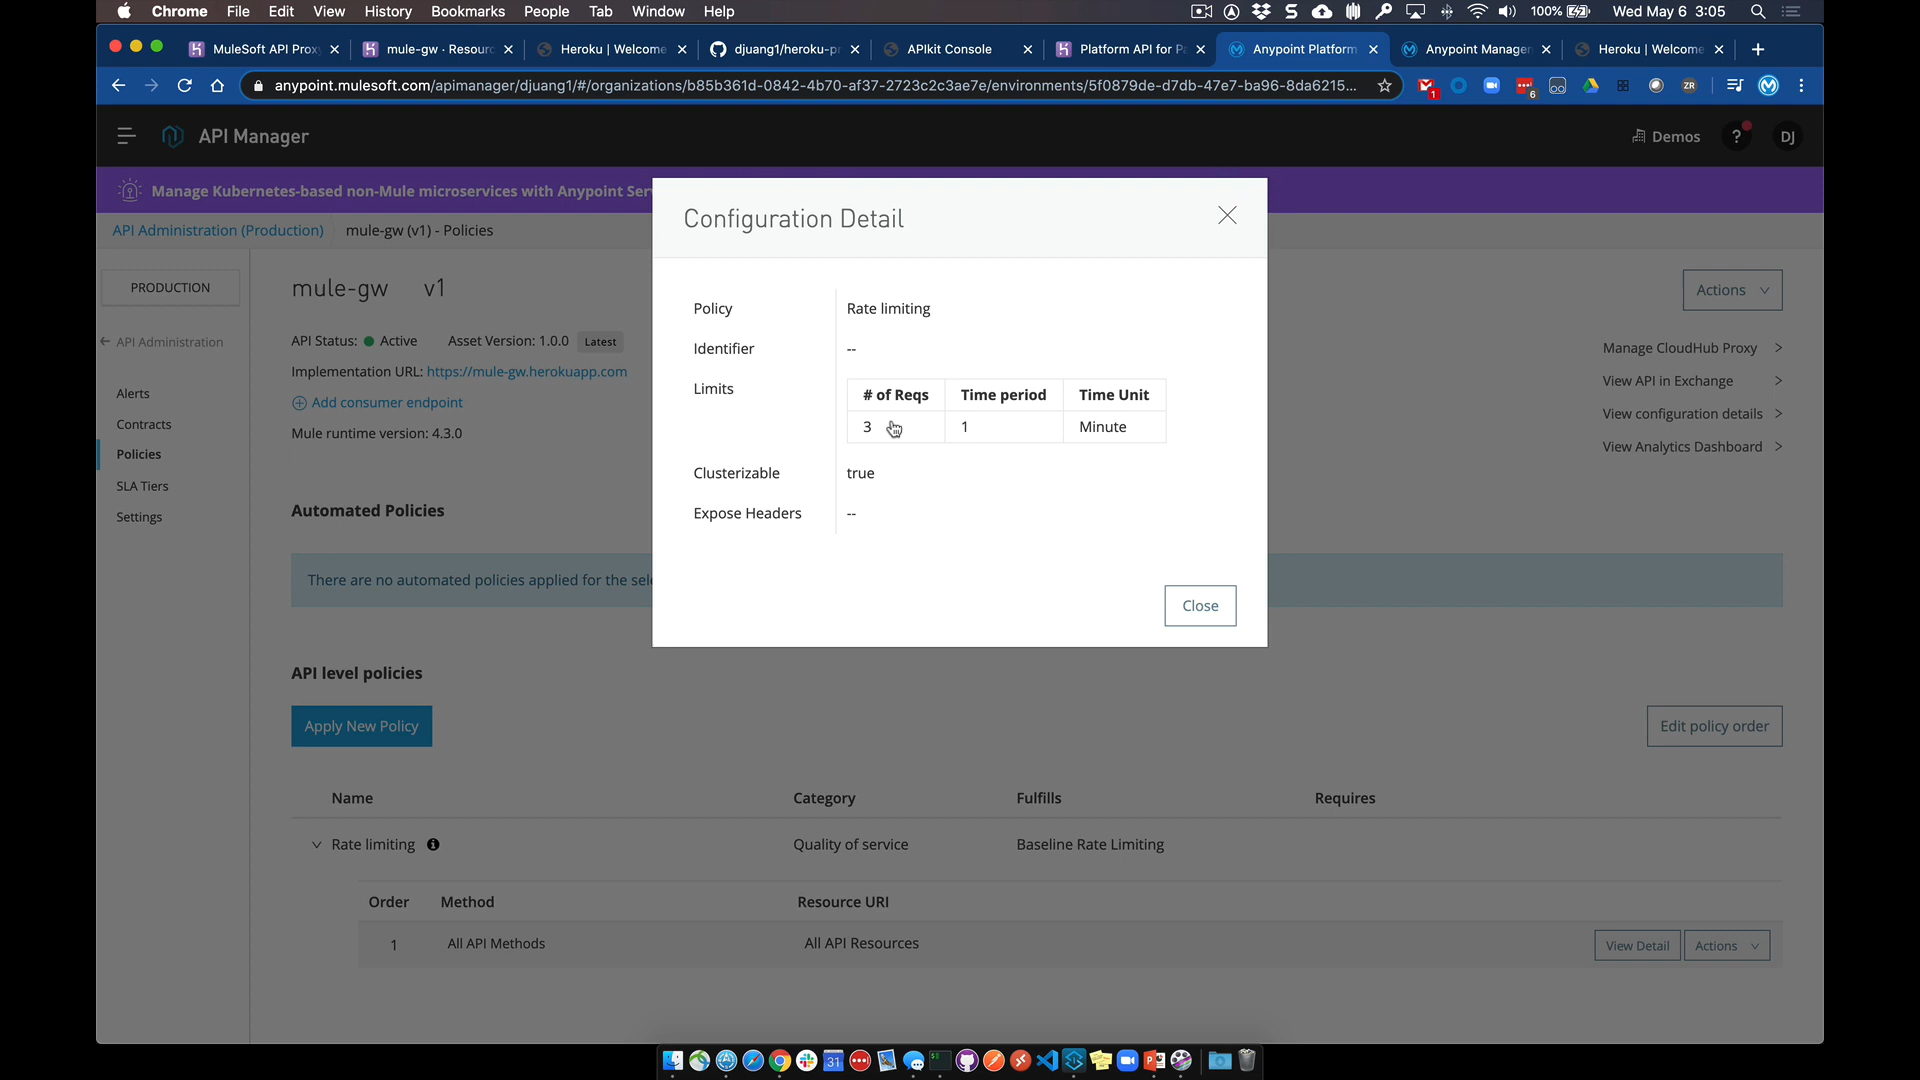 Chrome File Edit View History Bookmarks People Tab Window Help 100% Wed May 6 3:05
MuleSoft API Prox mule-gw · Resourc Heroku | Welcome djuang1/heroku-pr APIkit Console Platform API for P Anypoint Platform Anypoint Manager Heroku | Welcome
anypoint.mulesoft.com/apimanager/djuang1/#/organizations/b85b361d-0842-4b70-af37-2723c2c3ae7e/environments/5f0879de-d7db-47e7-ba96-8da6215...
API Manager Demos ? DJ
Manage Kubernetes-based non-Mule microservices with Anypoint Ser
API Administration (Production) mule-gw (v1) - Policies
PRODUCTION
API Administration
Alerts
Contracts
Policies
SLA Tiers
Settings
mule-gw v1
Actions
API Status: Active Asset Version: 1.0.0 Latest
Implementation URL: https://mule-gw.herokuapp.com
Add consumer endpoint
Mule runtime version: 4.3.0
Manage CloudHub Proxy
View API in Exchange
View configuration details
View Analytics Dashboard
Configuration Detail
Policy Rate limiting
Identifier --
Limits
# of Reqs Time period Time Unit
3 1 Minute
Clusterizable true
Expose Headers --
Close
Automated Policies
There are no automated policies applied for the sel
API level policies
Apply New Policy
Edit policy order
Name Category Fulfills Requires
Rate limiting Quality of service Baseline Rate Limiting
Order Method Resource URI
1 All API Methods All API Resources View Detail Actions